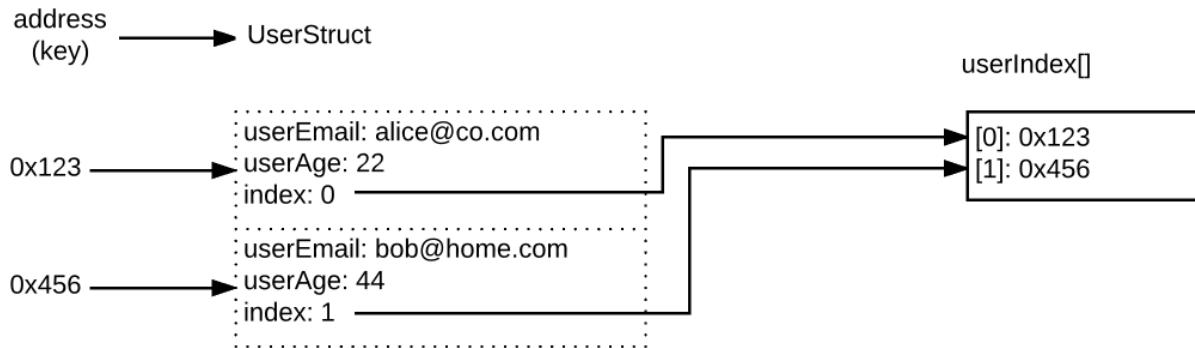 address
(key)
UserStruct
userIndex[]
0x123
userEmail: alice@co.com
userAge: 22
index: 0
[0]: 0x123
[1]: 0x456
0x456
userEmail: bob@home.com
userAge: 44
index: 1